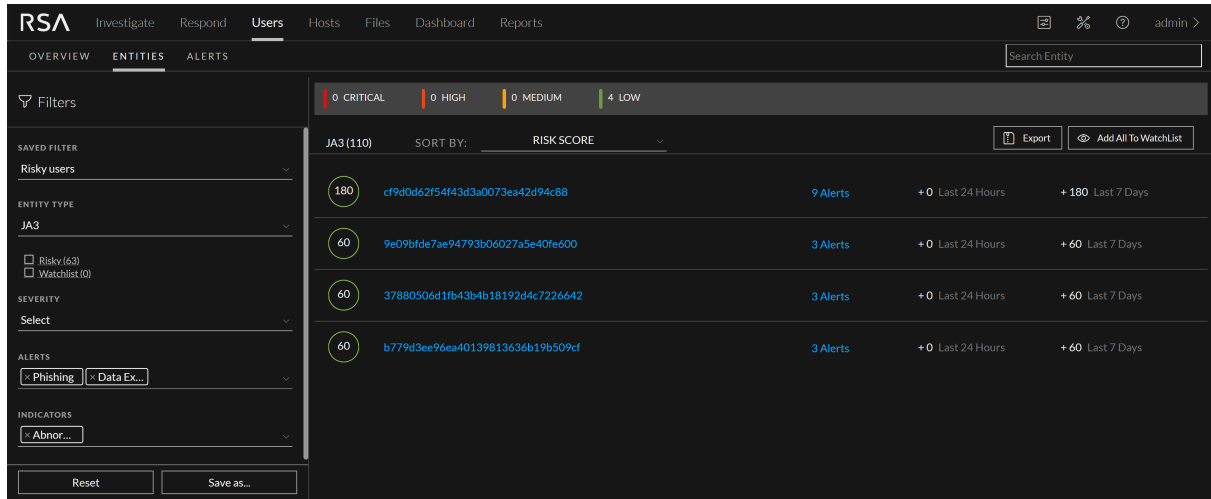 RSA Investigate Respond Users Hosts Files Dashboard Reports admin >
OVERVIEW ENTITIES ALERTS Search Entity
Filters
SAVED FILTER
Risky users
ENTITY TYPE
JA3
Risky (63)
Watchlist (0)
SEVERITY
Select
ALERTS
× Phishing × Data Ex...
INDICATORS
× Abnor...
Reset Save as...
0 CRITICAL 0 HIGH 0 MEDIUM 4 LOW
JA3 (110) SORT BY: RISK SCORE Export Add All To WatchList
180 cf9d0d62f54f43d3a0073ea42d94c88 9 Alerts + 0 Last 24 Hours + 180 Last 7 Days
60 9e09bfde7ae94793b06027a5e40fe600 3 Alerts + 0 Last 24 Hours + 60 Last 7 Days
60 37880506d1fb43b4b18192d4c7226642 3 Alerts + 0 Last 24 Hours + 60 Last 7 Days
60 b779d3ee96ea40139813636b19b509cf 3 Alerts + 0 Last 24 Hours + 60 Last 7 Days